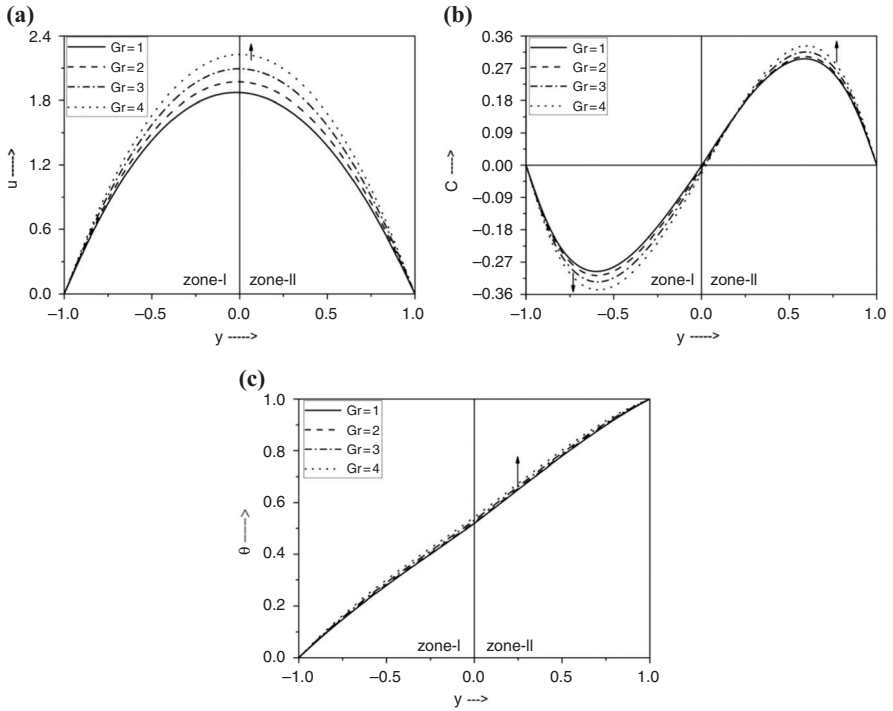 (a)
2.4
1.8
1.2
0.6
0.0
u ---->
Gr=1
Gr=2
Gr=3
Gr=4
zone-I zone-II
−1.0 −0.5 0.0 0.5 1.0
y ----->
(b)
0.36
0.27
0.18
0.09
0.00
−0.09
−0.18
−0.27
−0.36
C --->
Gr=1
Gr=2
Gr=3
Gr=4
zone-I zone-II
−1.0 −0.5 0.0 0.5 1.0
y ----->
(c)
1.0
0.8
0.6
0.4
0.2
0.0
θ ---->
Gr=1
Gr=2
Gr=3
Gr=4
zone-I zone-II
−1.0 −0.5 0.0 0.5 1.0
y --->